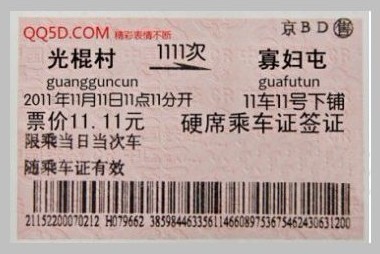 QQ5D.COM 精彩表情不断
京BD售
光棍村 1111次 寡妇屯
guangguncun guafutun
2011年11月11日11点11分开 11车11号下铺
票价11.11元 硬席乘车证签证
限乘当日当次车
随乘车证有效
21152200070212 H079662 38598446335611466089753675462430631200